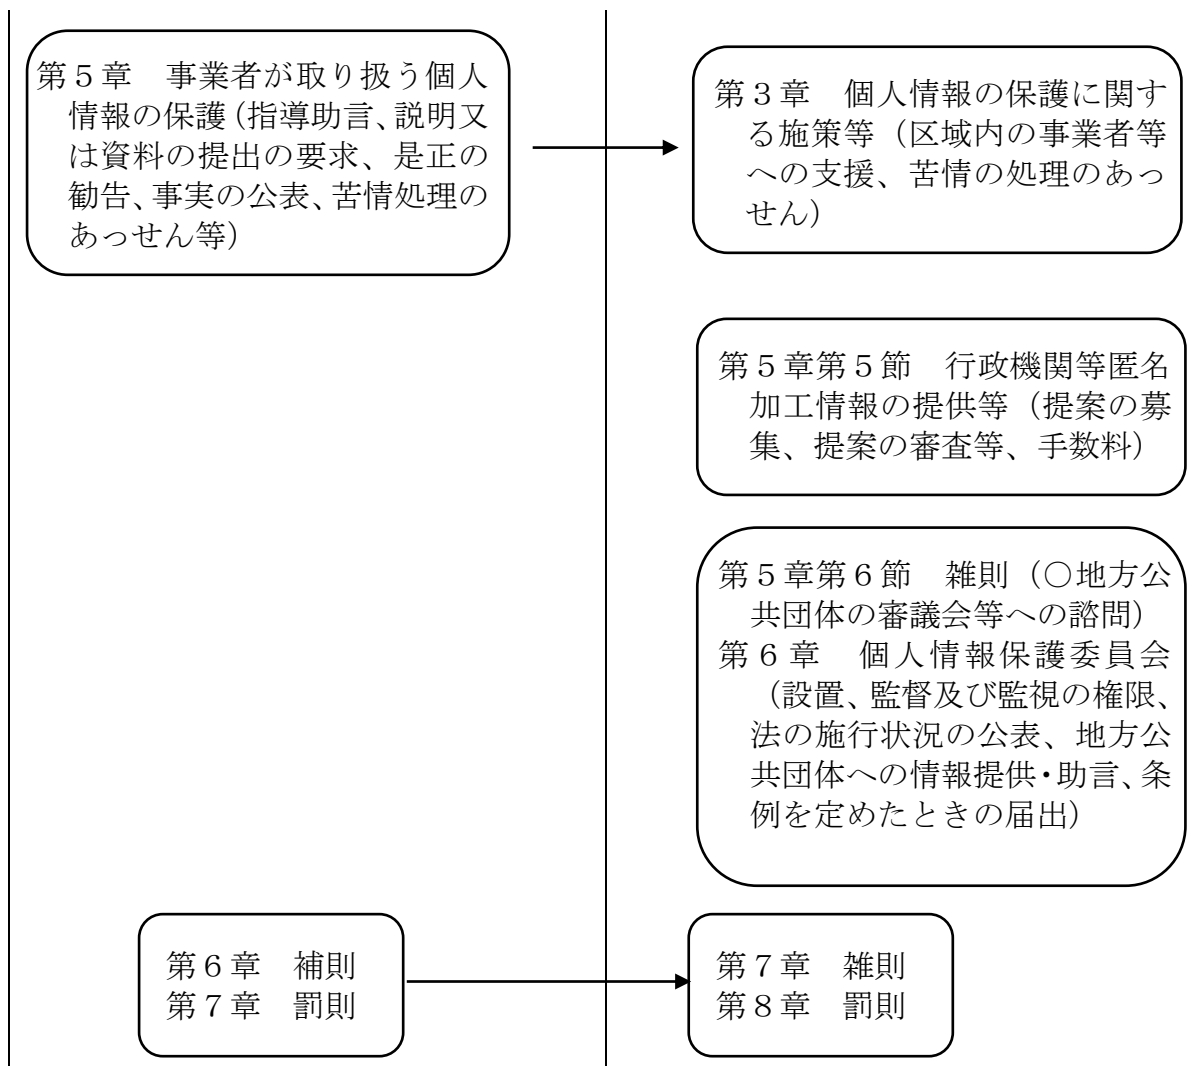 第５章　事業者が取り扱う個人
情報の保護（指導助言、説明又
は資料の提出の要求、是正の
勧告、事実の公表、苦情処理の
あっせん等）
第３章　個人情報の保護に関す
る施策等（区域内の事業者等
への支援、苦情の処理のあっ
せん）
第５章第５節　行政機関等匿名
加工情報の提供等（提案の募
集、提案の審査等、手数料）
第５章第６節　雑則（○地方公
共団体の審議会等への諮問）
第６章　個人情報保護委員会
（設置、監督及び監視の権限、
法の施行状況の公表、地方公
共団体への情報提供・助言、条
例を定めたときの届出）
第６章　補則
第７章　罰則
第７章　雑則
第８章　罰則